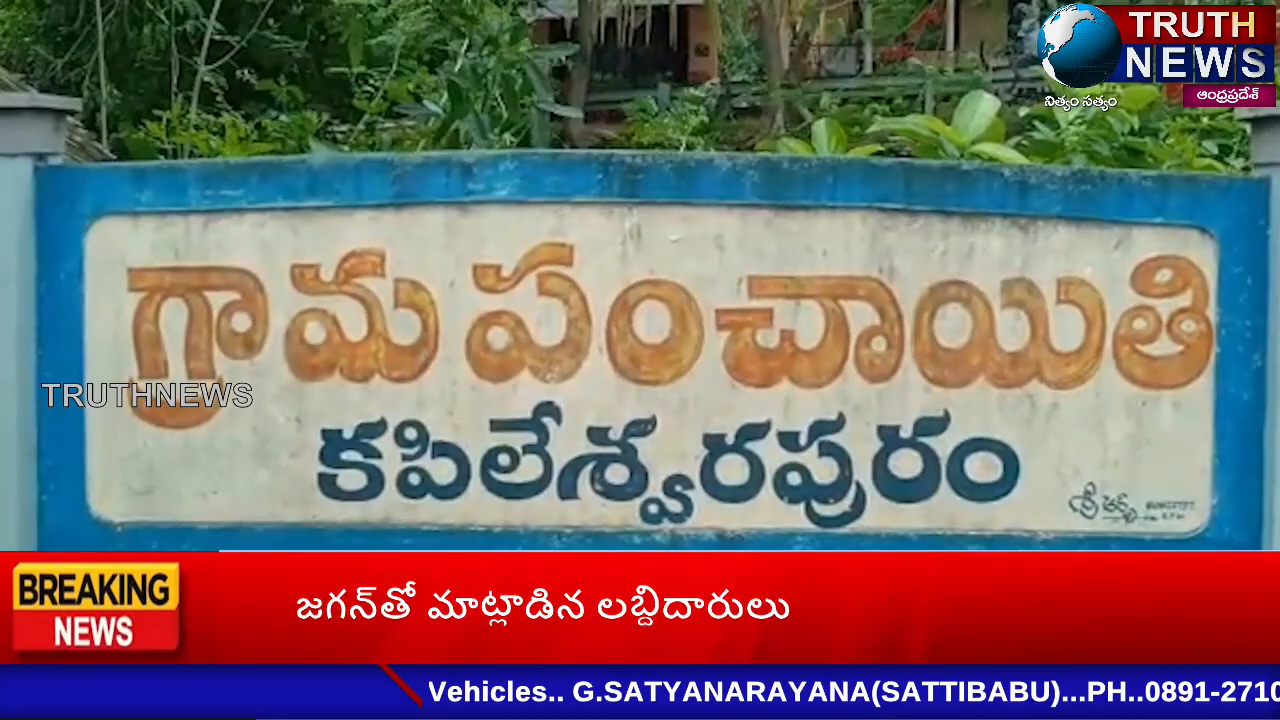 TRUTH
NEWS
ఆంధ్రప్రదేశ్
నిత్యం సత్యం
గ్రామ పంచాయితి
TRUTHNEWS
కపిలేశ్వరపురం
శ్రీ
BREAKING
NEWS
జగన్‌తో మాట్లాడిన లబ్ధిదారులు
Vehicles.. G.SATYANARAYANA(SATTIBABU)...PH..0891-2710